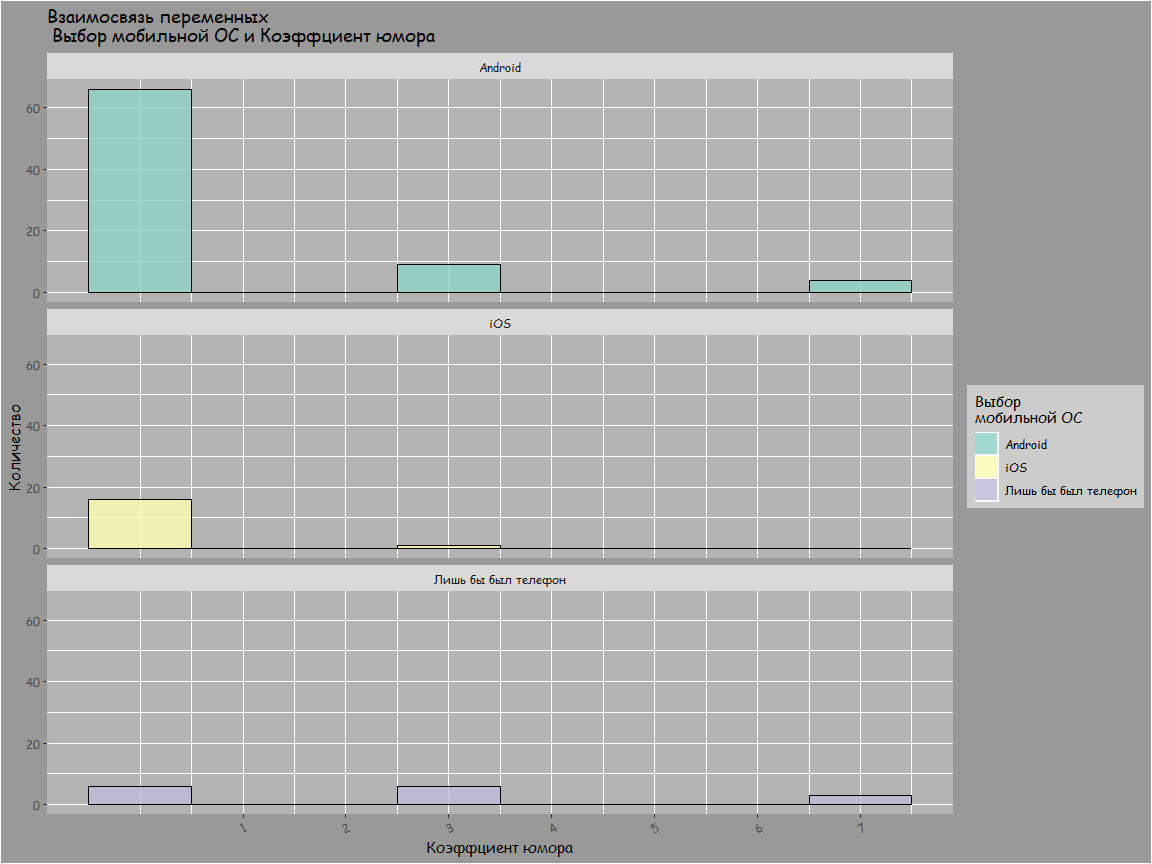 Взаимосвязь переменных
Выбор мобильной ОС и Коэффциент юмора
Android
60
40
20
0
iOS
60
40
20
0
Лишь бы был телефон
60
40
20
0
1 2 3 4 5 6 7
Коэффциент юмора
Количество
Выбор
мобильной ОС
Android
iOS
Лишь бы был телефон